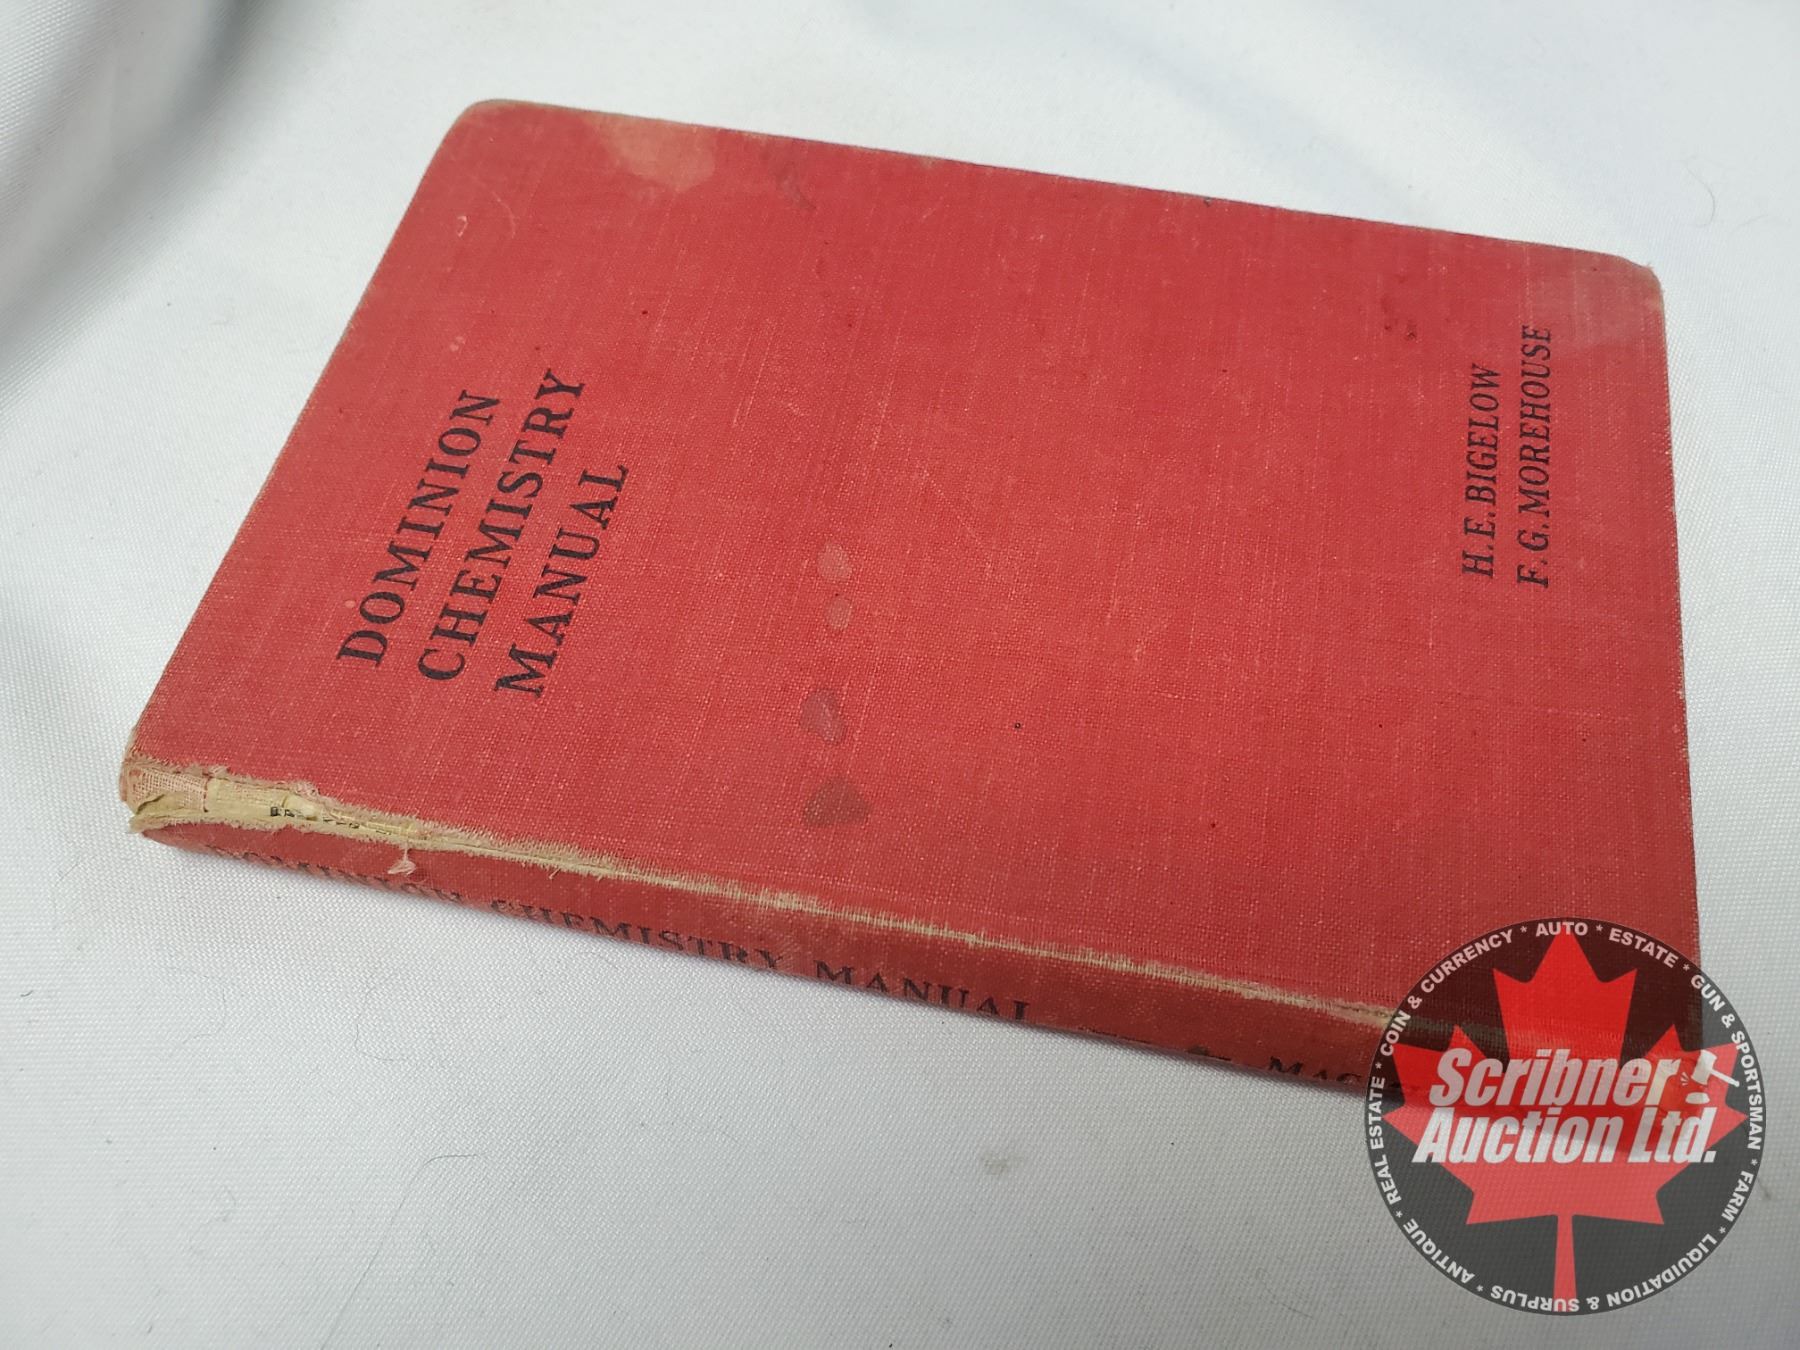 DOMINION
CHEMISTRY
MANUAL
H. E. BIGELOW
F. G. MOREHOUSE
DOMINION CHEMISTRY MANUAL
COIN & CURRENCY * AUTO * ESTATE * GUN & SPORTSMAN * FARM * LIQUIDATION & SURPLUS * ANTIQUE * REAL ESTATE *
Scribner
Auction Ltd.